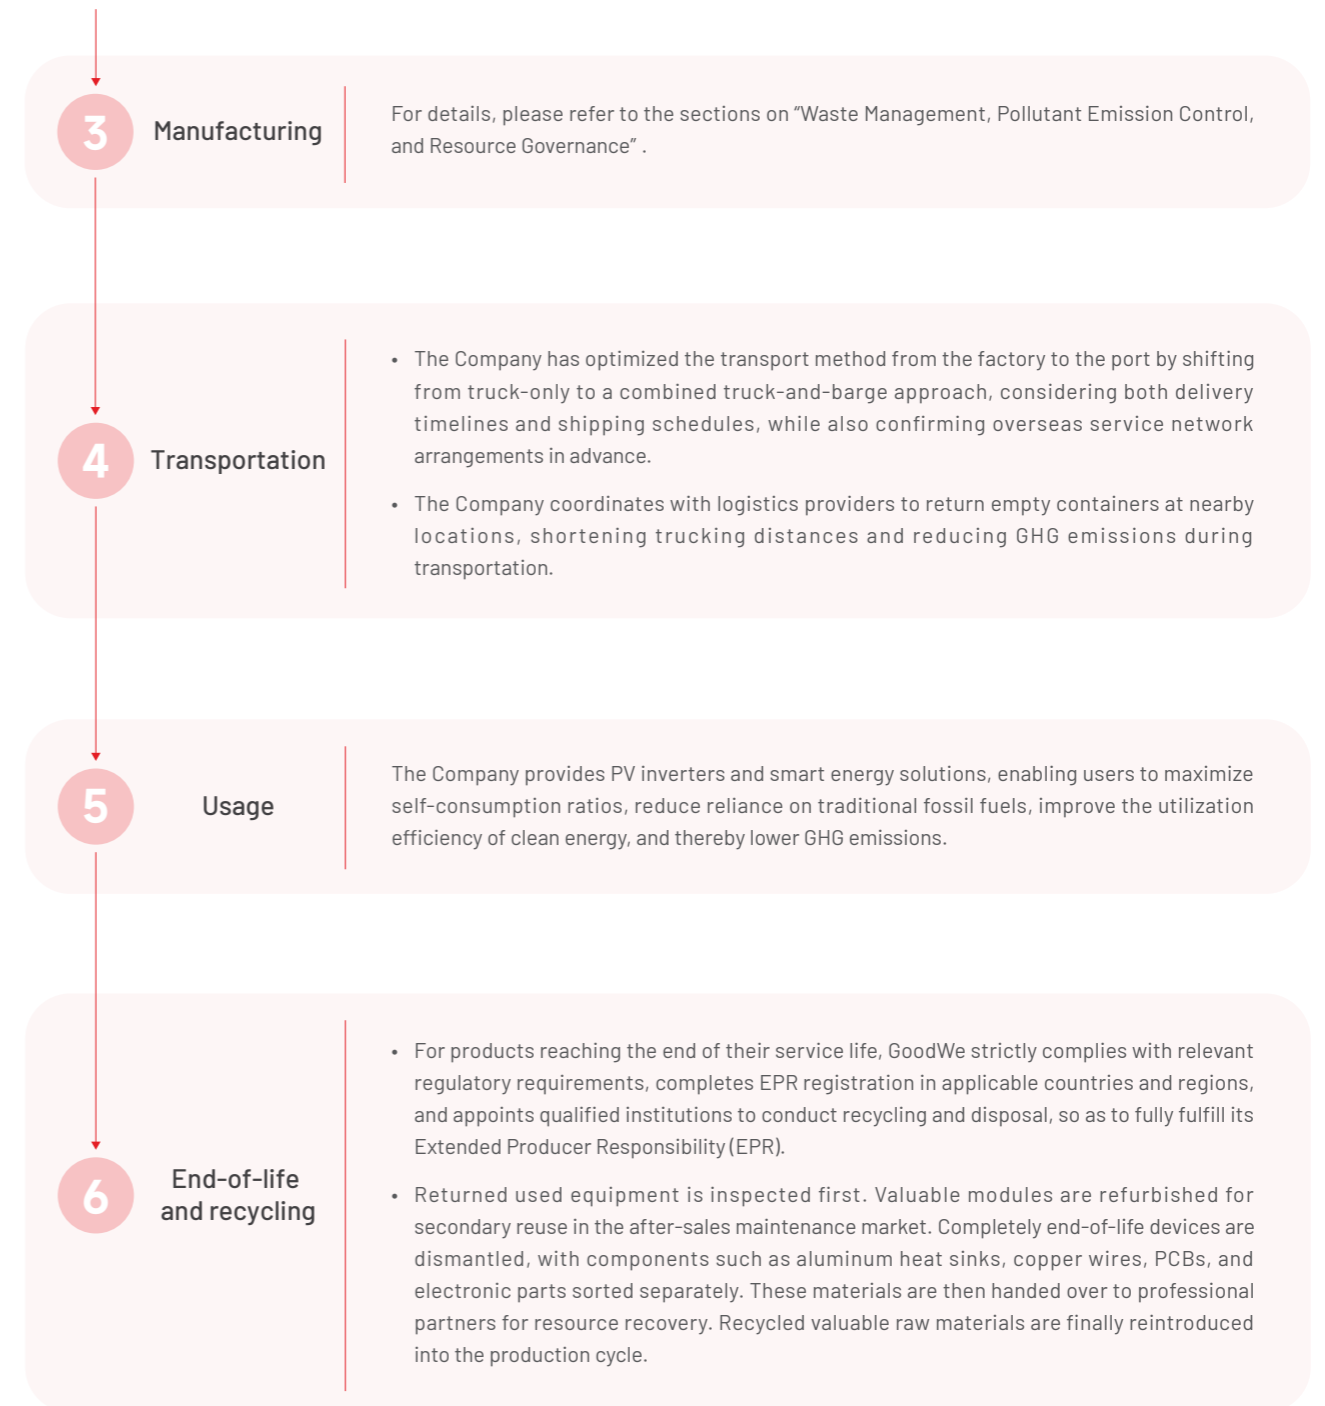 3
Manufacturing
For details, please refer to the sections on “Waste Management, Pollutant Emission Control,
and Resource Governance” .
4
Transportation
• The Company has optimized the transport method from the factory to the port by shifting
from truck-only to a combined truck-and-barge approach, considering both delivery
timelines and shipping schedules, while also confirming overseas service network
arrangements in advance.
• The Company coordinates with logistics providers to return empty containers at nearby
locations, shortening trucking distances and reducing GHG emissions during
transportation.
5
Usage
The Company provides PV inverters and smart energy solutions, enabling users to maximize
self-consumption ratios, reduce reliance on traditional fossil fuels, improve the utilization
efficiency of clean energy, and thereby lower GHG emissions.
6
End-of-life
and recycling
• For products reaching the end of their service life, GoodWe strictly complies with relevant
regulatory requirements, completes EPR registration in applicable countries and regions,
and appoints qualified institutions to conduct recycling and disposal, so as to fully fulfill its
Extended Producer Responsibility (EPR).
• Returned used equipment is inspected first. Valuable modules are refurbished for
secondary reuse in the after-sales maintenance market. Completely end-of-life devices are
dismantled, with components such as aluminum heat sinks, copper wires, PCBs, and
electronic parts sorted separately. These materials are then handed over to professional
partners for resource recovery. Recycled valuable raw materials are finally reintroduced
into the production cycle.